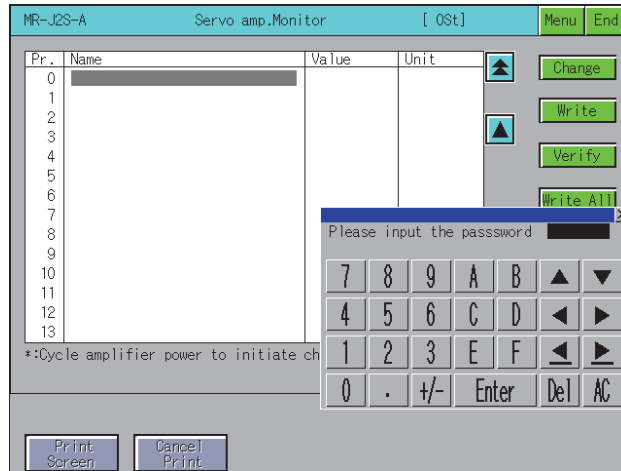 MR-J2S-A Servo amp.Monitor [ 0St] Menu End
Pr. Name Value Unit
0
1
2
3
4
5
6
7
8
9
10
11
12
13
Change
Write
Verify
Write All
*:Cycle amplifier power to initiate ch
Please input the passsword
7 8 9 A B ▲ ▼
4 5 6 C D ◀ ▶
1 2 3 E F ◀ ▶
0 . +/- Enter Del AC
Print Screen
Cancel Print